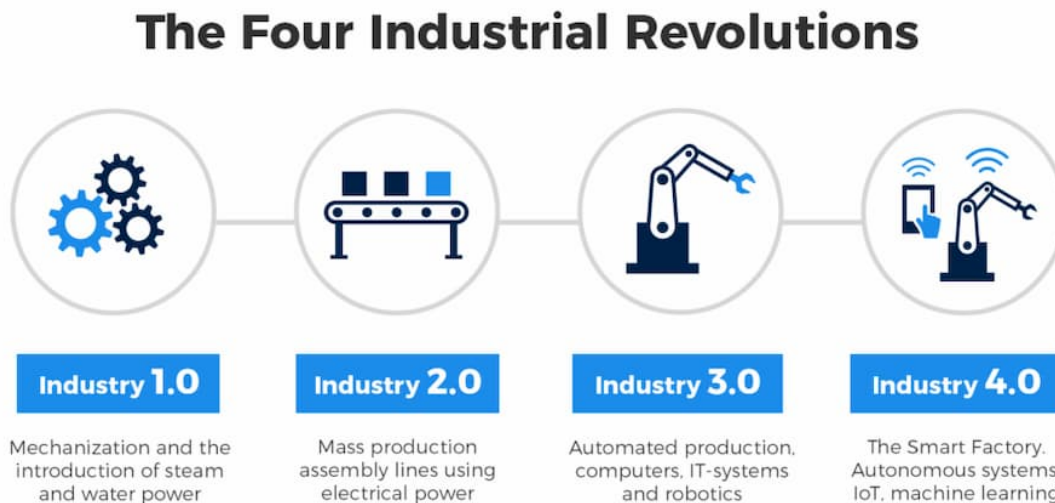 The Four Industrial Revolutions
Industry 1.0
Mechanization and the
introduction of steam
and water power
Industry 2.0
Mass production
assembly lines using
electrical power
Industry 3.0
Automated production,
computers, IT-systems
and robotics
Industry 4.0
The Smart Factory.
Autonomous systems
IoT, machine learning